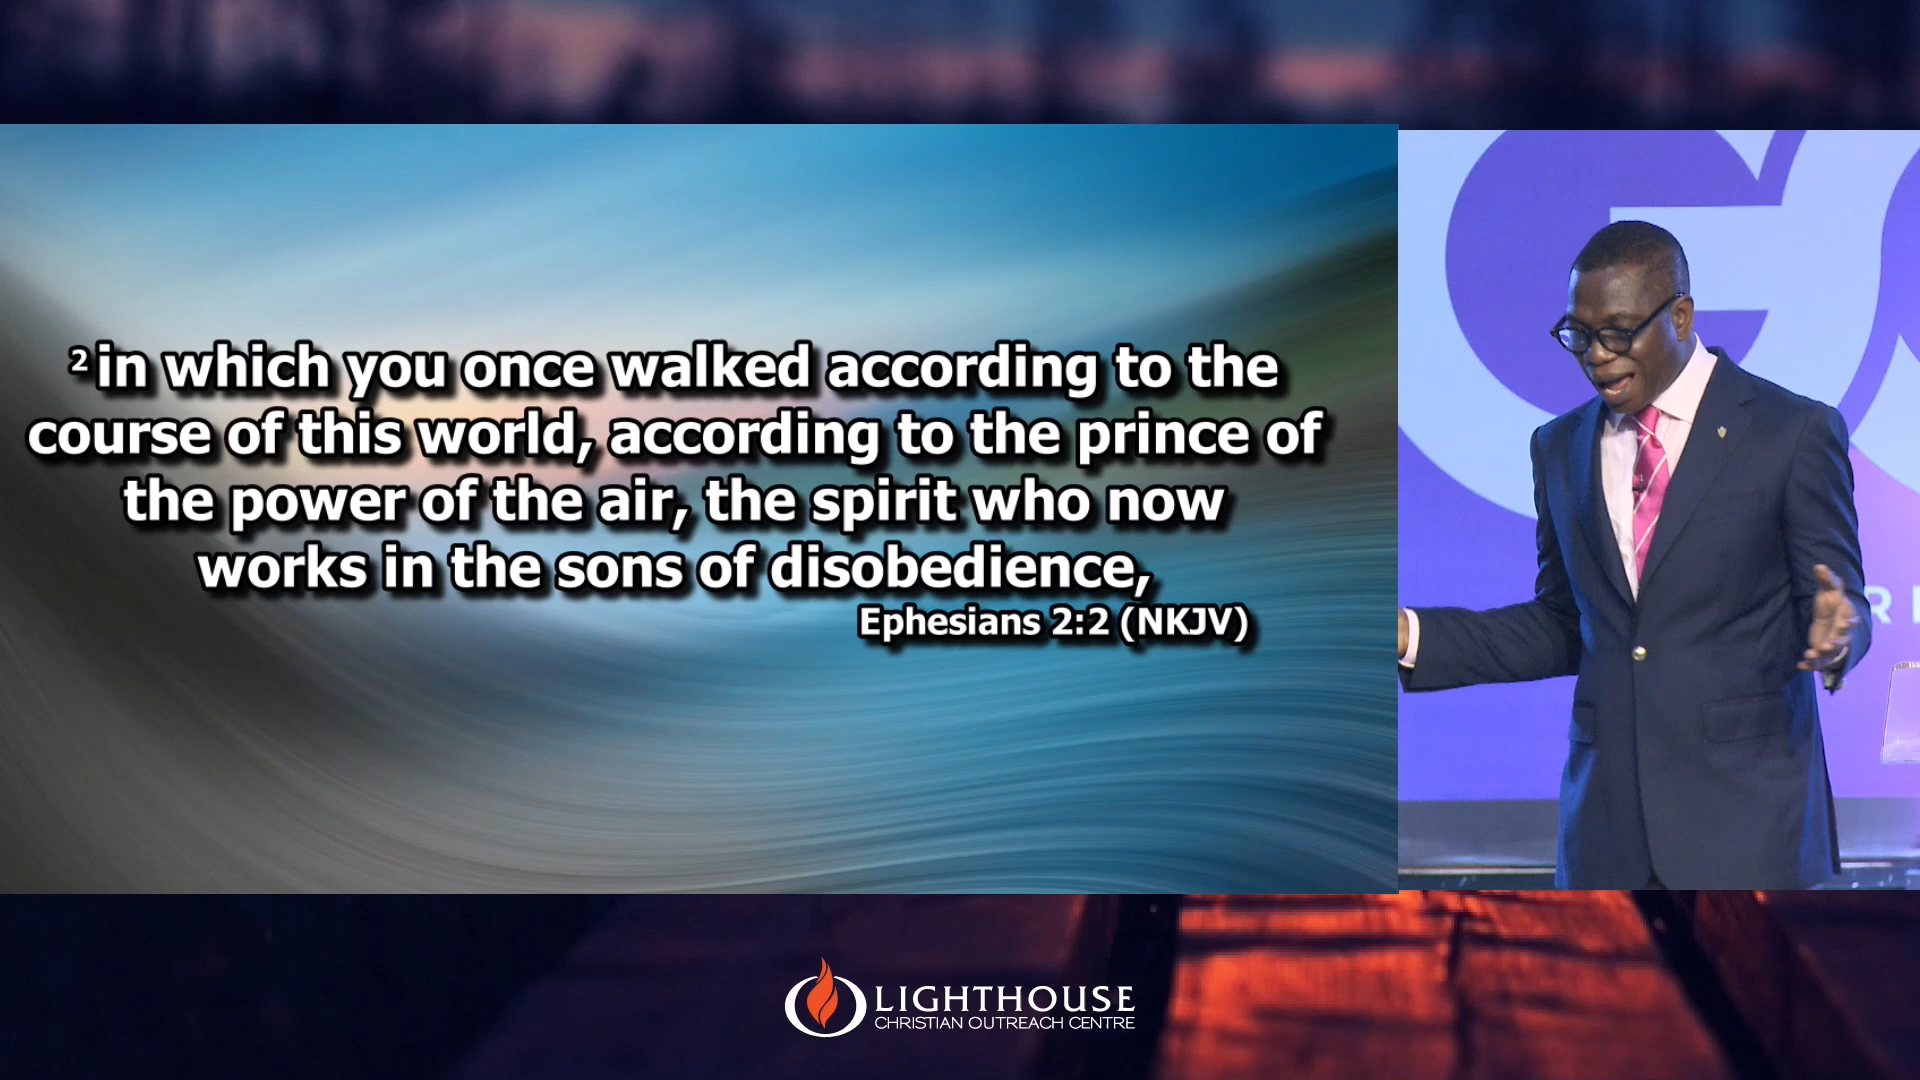 2 in which you once walked according to the
course of this world, according to the prince of
the power of the air, the spirit who now
works in the sons of disobedience,
Ephesians 2:2 (NKJV)
LIGHTHOUSE
CHRISTIAN OUTREACH CENTRE